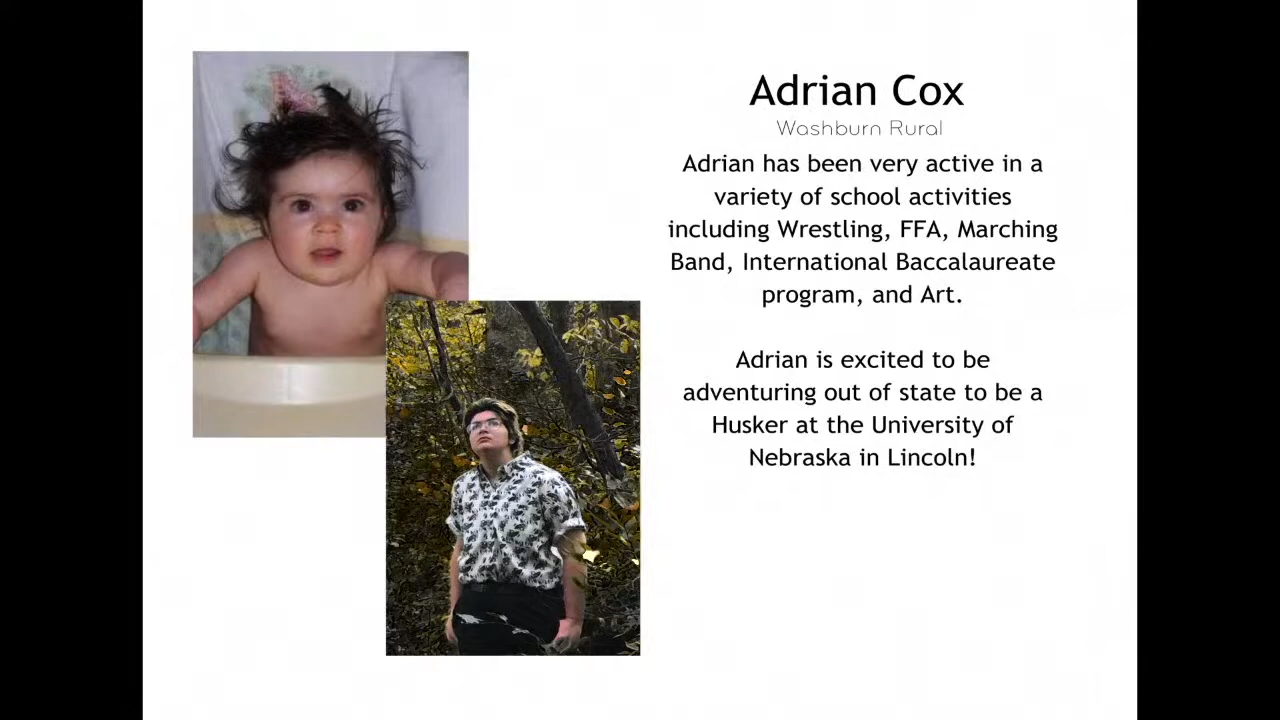 Adrian Cox
Washburn Rural
Adrian has been very active in a
variety of school activities
including Wrestling, FFA, Marching
Band, International Baccalaureate
program, and Art.
Adrian is excited to be
adventuring out of state to be a
Husker at the University of
Nebraska in Lincoln!